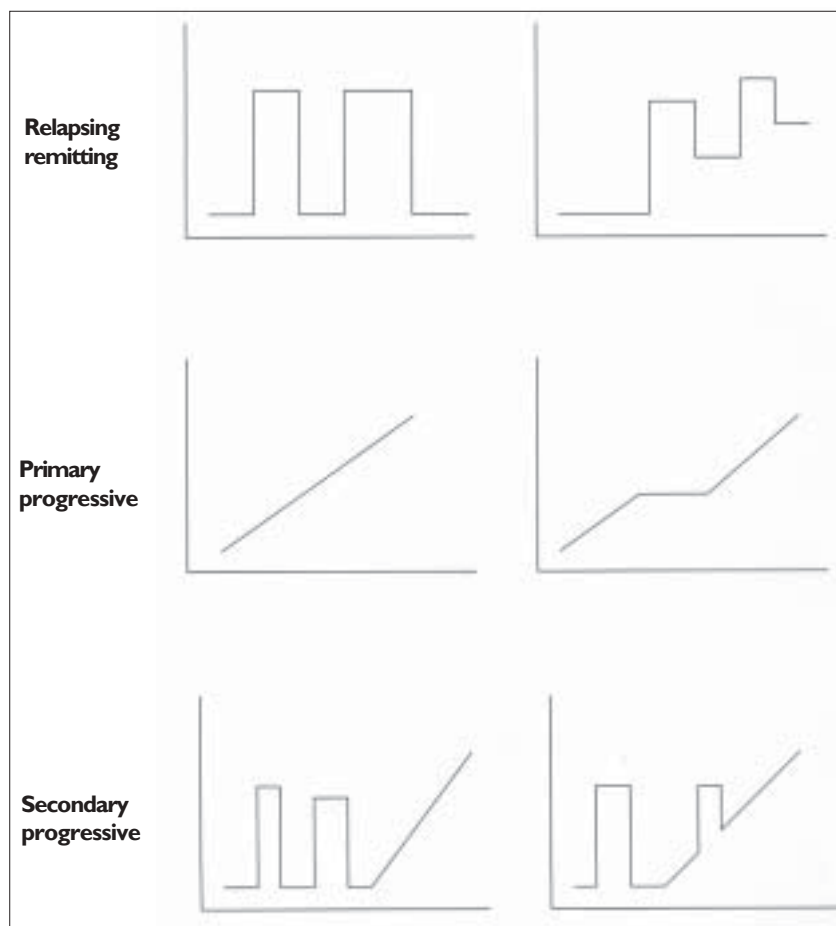 Relapsing
remitting
Primary
progressive
Secondary
progressive